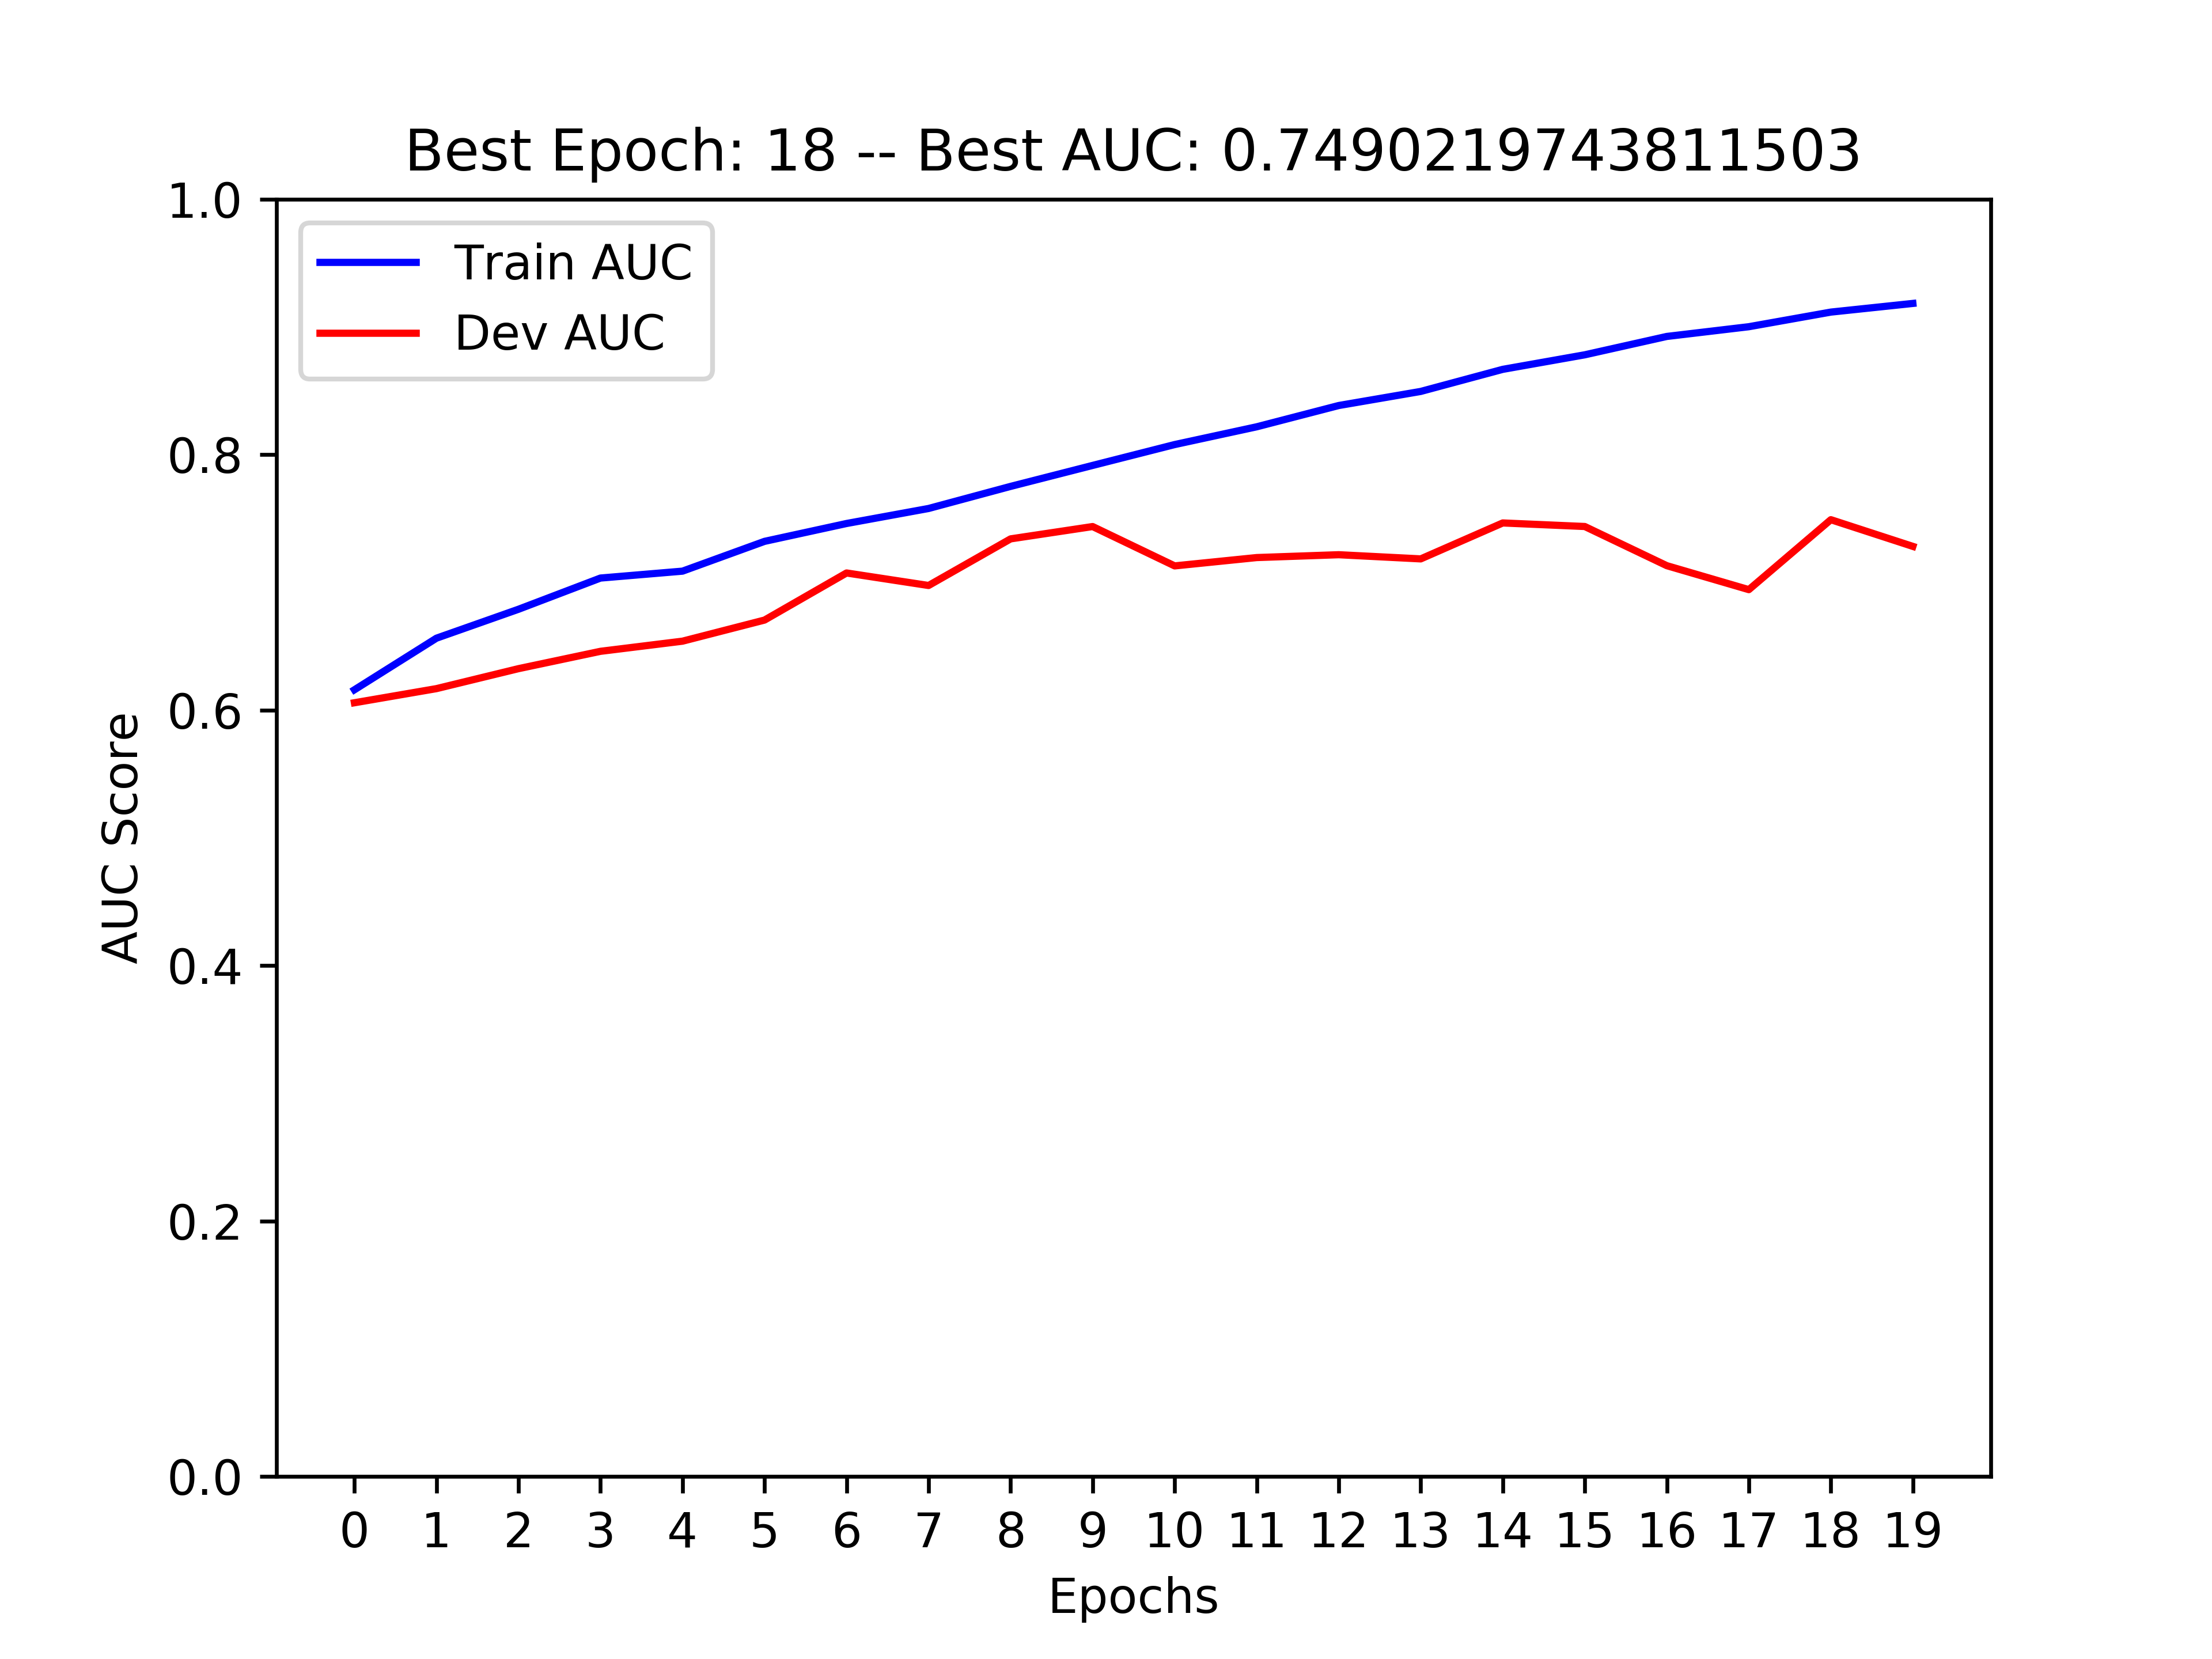 Best Epoch: 18 -- Best AUC: 0.7490219743811503
Train AUC
Dev AUC
1.0
0.8
0.6
0.4
0.2
0.0
AUC Score
0 1 2 3 4 5 6 7 8 9 10 11 12 13 14 15 16 17 18 19
Epochs